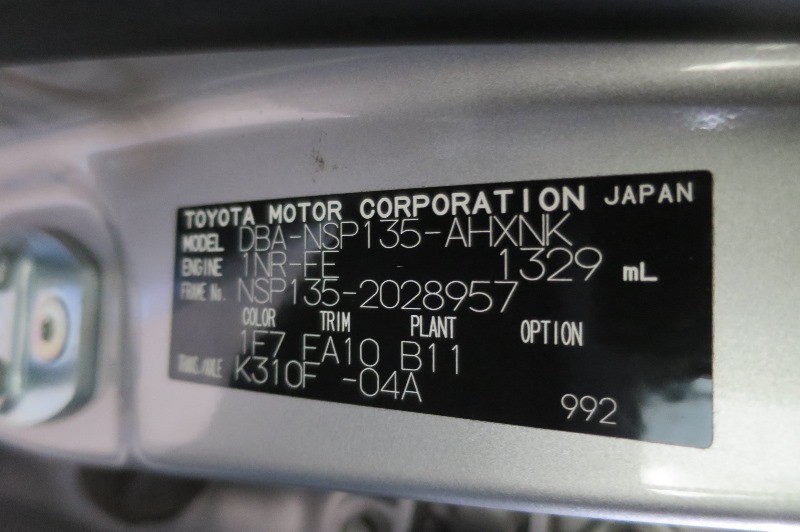 TOYOTA MOTOR CORPORATION JAPAN
MODEL DBA-NSP135-AHXNK
ENGINE 1NR-FE 1329 mL
FRAME No. NSP135-2028957
COLOR TRIM PLANT OPTION
1F7 FA10 B11
TRANS./AXLE K310F -04A
992